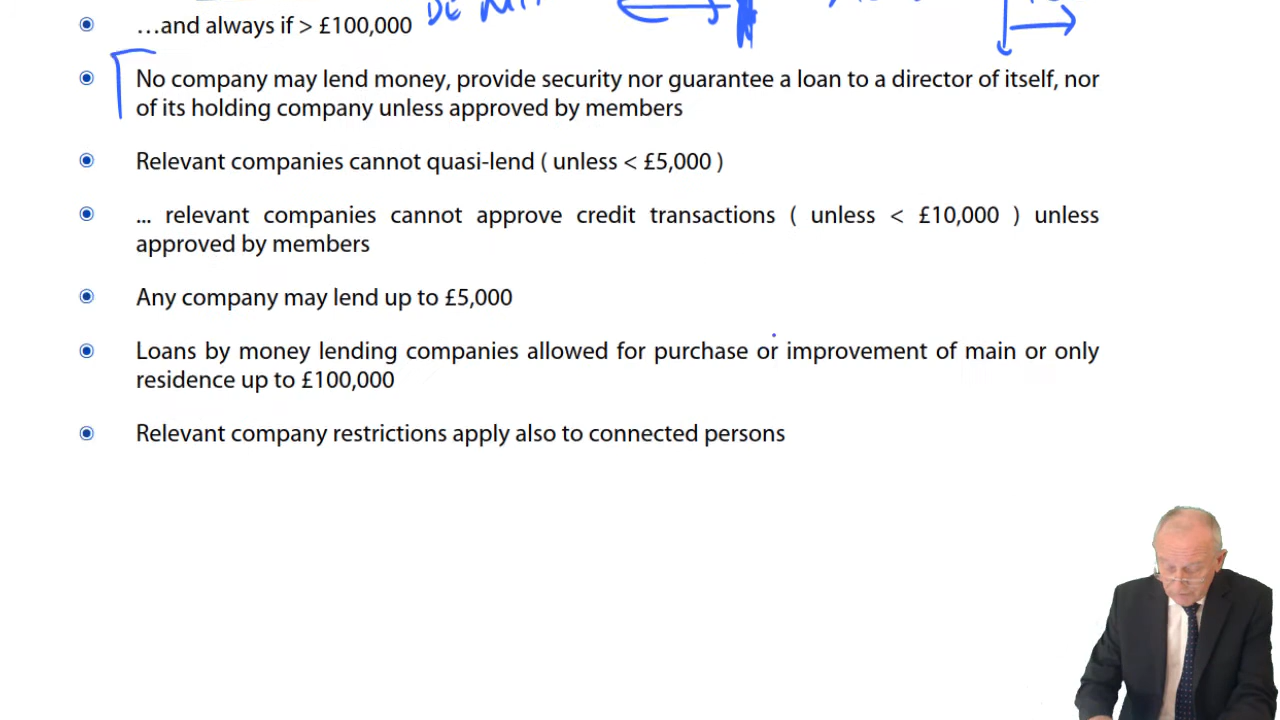 …and always if > £100,000
No company may lend money, provide security nor guarantee a loan to a director of itself, nor
of its holding company unless approved by members
Relevant companies cannot quasi-lend ( unless < £5,000 )
... relevant companies cannot approve credit transactions ( unless < £10,000 ) unless
approved by members
Any company may lend up to £5,000
Loans by money lending companies allowed for purchase or improvement of main or only
residence up to £100,000
Relevant company restrictions apply also to connected persons